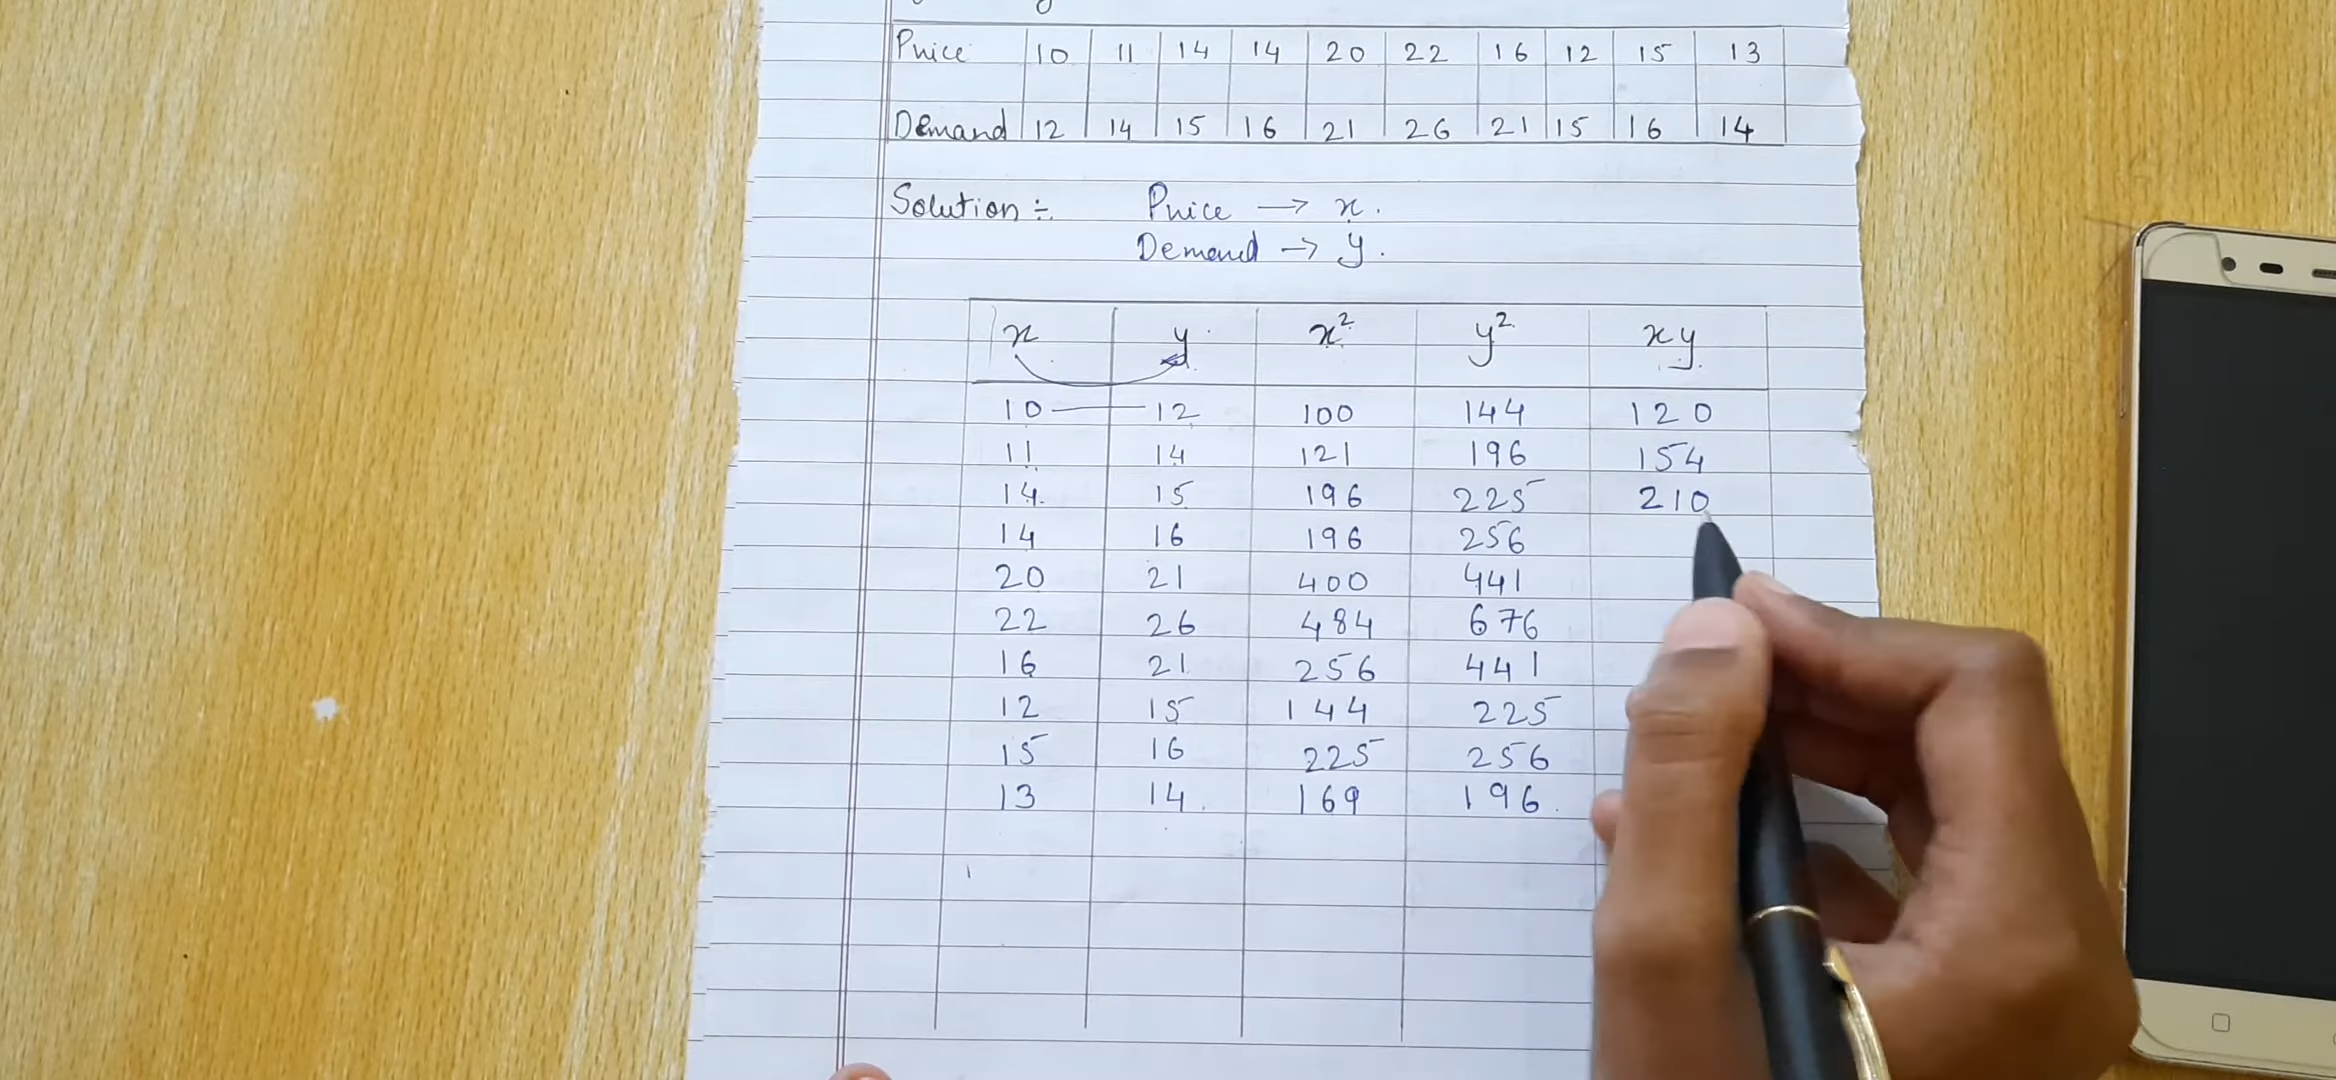 Price 10 11 14 14 20 22 16 12 15 13
Demand 12 14 15 16 21 26 21 15 16 14
Solution ÷ Price → x.
Demand → y.
x y x² y² xy
10 12 100 144 120
11 14 121 196 154
14 15 196 225 210
14 16 196 256
20 21 400 441
22 26 484 676
16 21 256 441
12 15 144 225
15 16 225 256
13 14 169 196